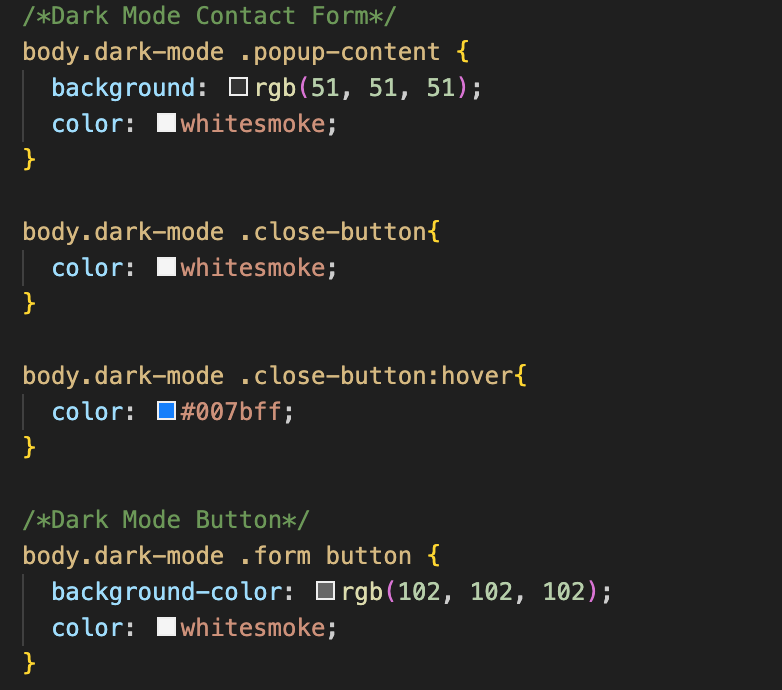 /*Dark Mode Contact Form*/
body.dark-mode .popup-content {
  background: rgb(51, 51, 51);
  color: whitesmoke;
}

body.dark-mode .close-button{
  color: whitesmoke;
}

body.dark-mode .close-button:hover{
  color: #007bff;
}

/*Dark Mode Button*/
body.dark-mode .form button {
  background-color: rgb(102, 102, 102);
  color: whitesmoke;
}